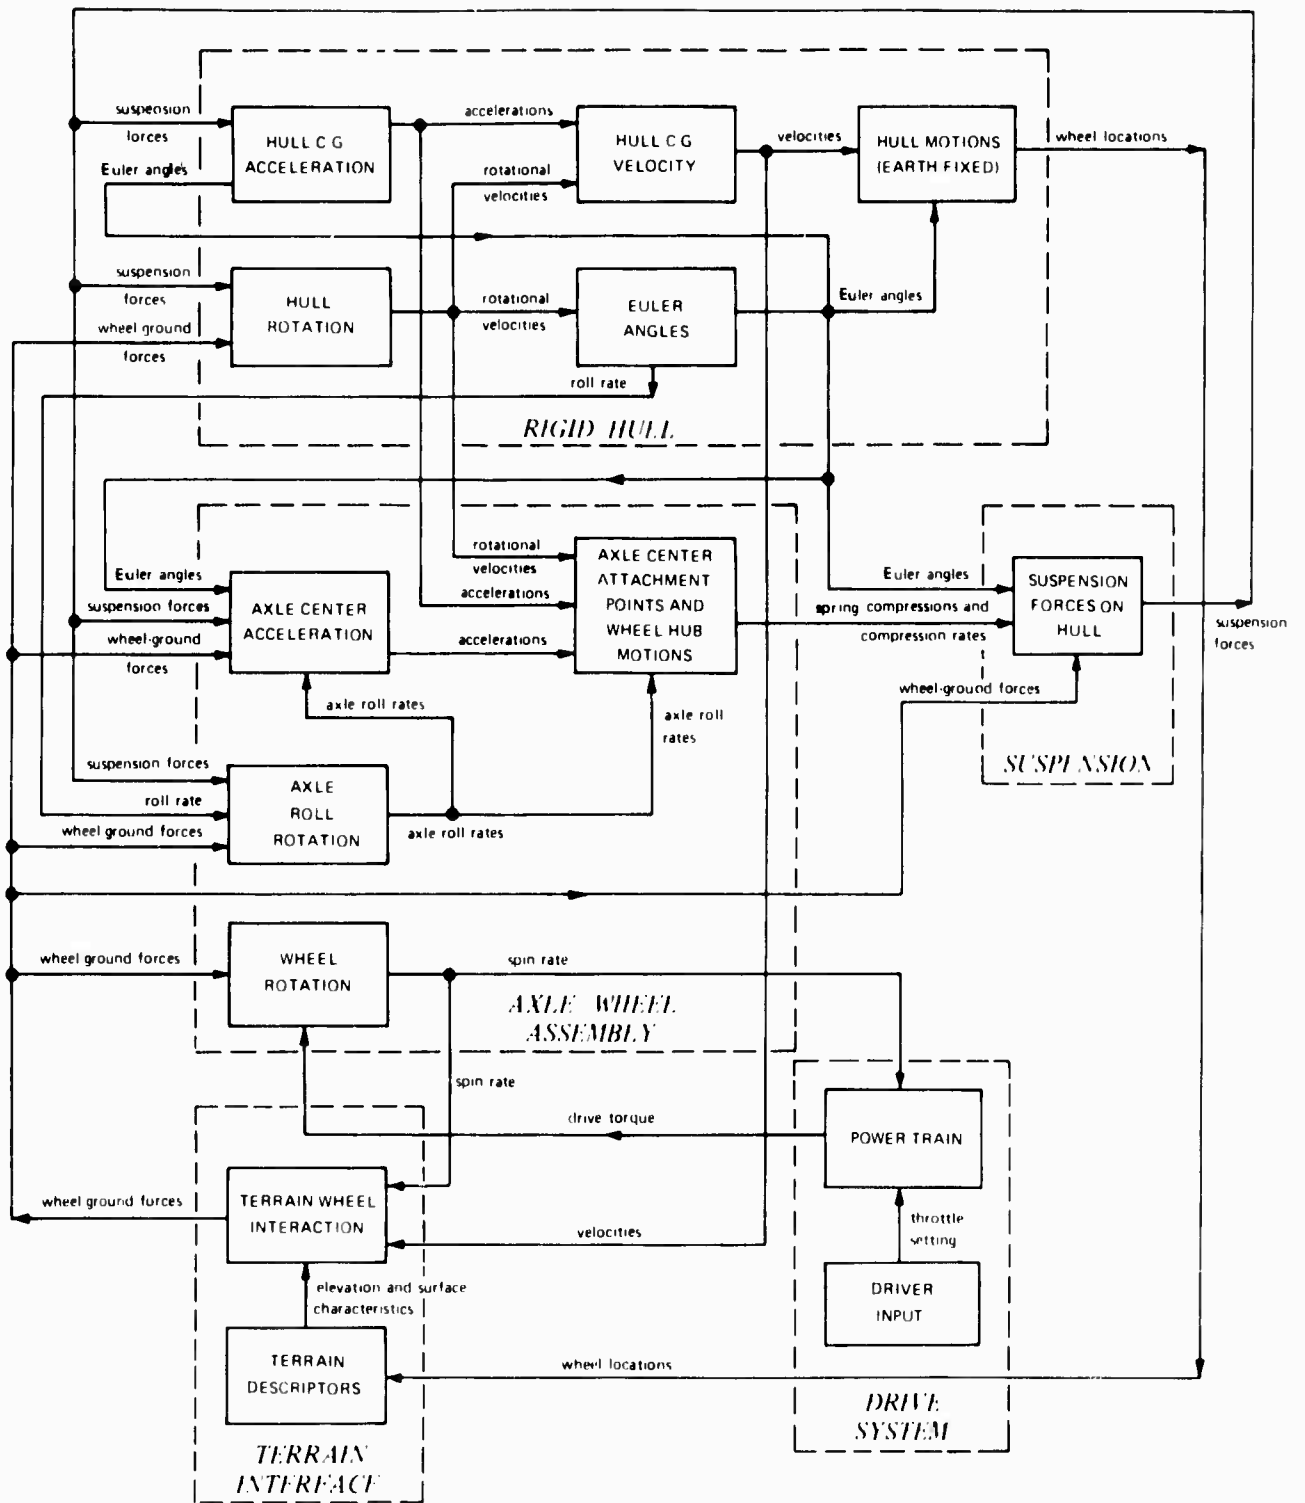 suspension
forces
Euler angles
HULL C G
ACCELERATION
accelerations
rotational
velocities
HULL C G
VELOCITY
velocities
HULL MOTIONS
(EARTH FIXED)
wheel locations
suspension
forces
wheel ground
forces
HULL
ROTATION
rotational
velocities
EULER
ANGLES
Euler angles
roll rate
RIGID HULL
Euler angles
suspension forces
wheel-ground
forces
AXLE CENTER
ACCELERATION
rotational
velocities
accelerations
accelerations
AXLE CENTER
ATTACHMENT
POINTS AND
WHEEL HUB
MOTIONS
Euler angles
spring compressions and
compression rates
SUSPENSION
FORCES ON
HULL
suspension
forces
wheel-ground forces
axle roll rates
axle roll
rates
SUSPENSION
suspension forces
roll rate
wheel ground forces
AXLE
ROLL
ROTATION
axle roll rates
wheel ground forces
WHEEL
ROTATION
spin rate
AXLE WHEEL
ASSEMBLY
spin rate
drive torque
POWER TRAIN
wheel ground forces
TERRAIN WHEEL
INTERACTION
velocities
throttle
setting
elevation and surface
characteristics
DRIVER
INPUT
TERRAIN
DESCRIPTORS
wheel locations
DRIVE
SYSTEM
TERRAIN
INTERFACE